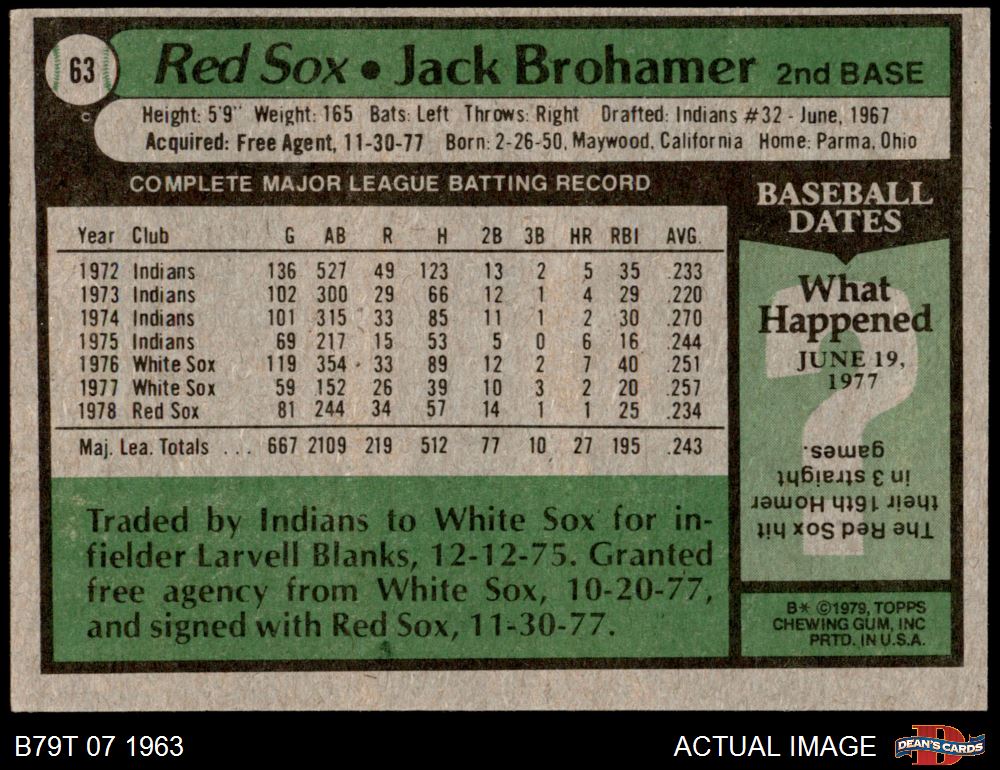 63
Red Sox • Jack Brohamer 2nd BASE
Height: 5'9" Weight: 165 Bats: Left Throws: Right Drafted: Indians #32 - June, 1967
Acquired: Free Agent, 11-30-77 Born: 2-26-50, Maywood, California Home: Parma, Ohio
C
COMPLETE MAJOR LEAGUE BATTING RECORD
Year Club G AB R H 2B 3B HR RBI AVG.
1972 Indians 136 527 49 123 13 2 5 35 .233
1973 Indians 102 300 29 66 12 1 4 29 .220
1974 Indians 101 315 33 85 11 1 2 30 .270
1975 Indians 69 217 15 53 5 0 6 16 .244
1976 White Sox 119 354 33 89 12 2 7 40 .251
1977 White Sox 59 152 26 39 10 3 2 20 .257
1978 Red Sox 81 244 34 57 14 1 1 25 .234
Maj. Lea. Totals . . . 667 2109 219 512 77 10 27 195 .243
Traded by Indians to White Sox for in-
fielder Larvell Blanks, 12-12-75. Granted
free agency from White Sox, 10-20-77,
and signed with Red Sox, 11-30-77.
BASEBALL
DATES
What
Happened
JUNE 19,
1977
?
The Red Sox hit
their 16th Homer
in 3 straight
games.
B* ©1979, TOPPS
CHEWING GUM, INC
PRTD. IN U.S.A.
B79T 07 1963
ACTUAL IMAGE
D
DEAN'S CARDS